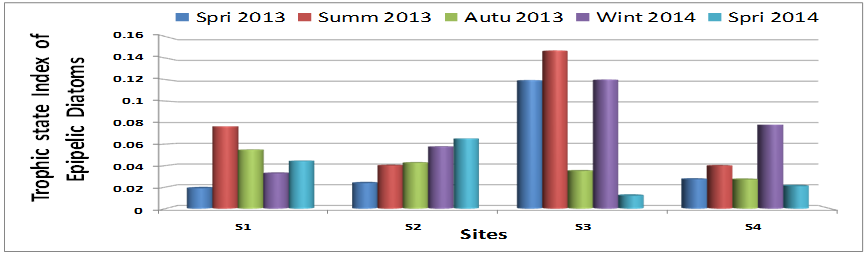 Spri 2013 Summ 2013 Autu 2013 Wint 2014 Spri 2014
Trophic state Index of
Epipelic Diatoms
0.16
0.14
0.12
0.1
0.08
0.06
0.04
0.02
0
S1 S2 S3 S4
Sites